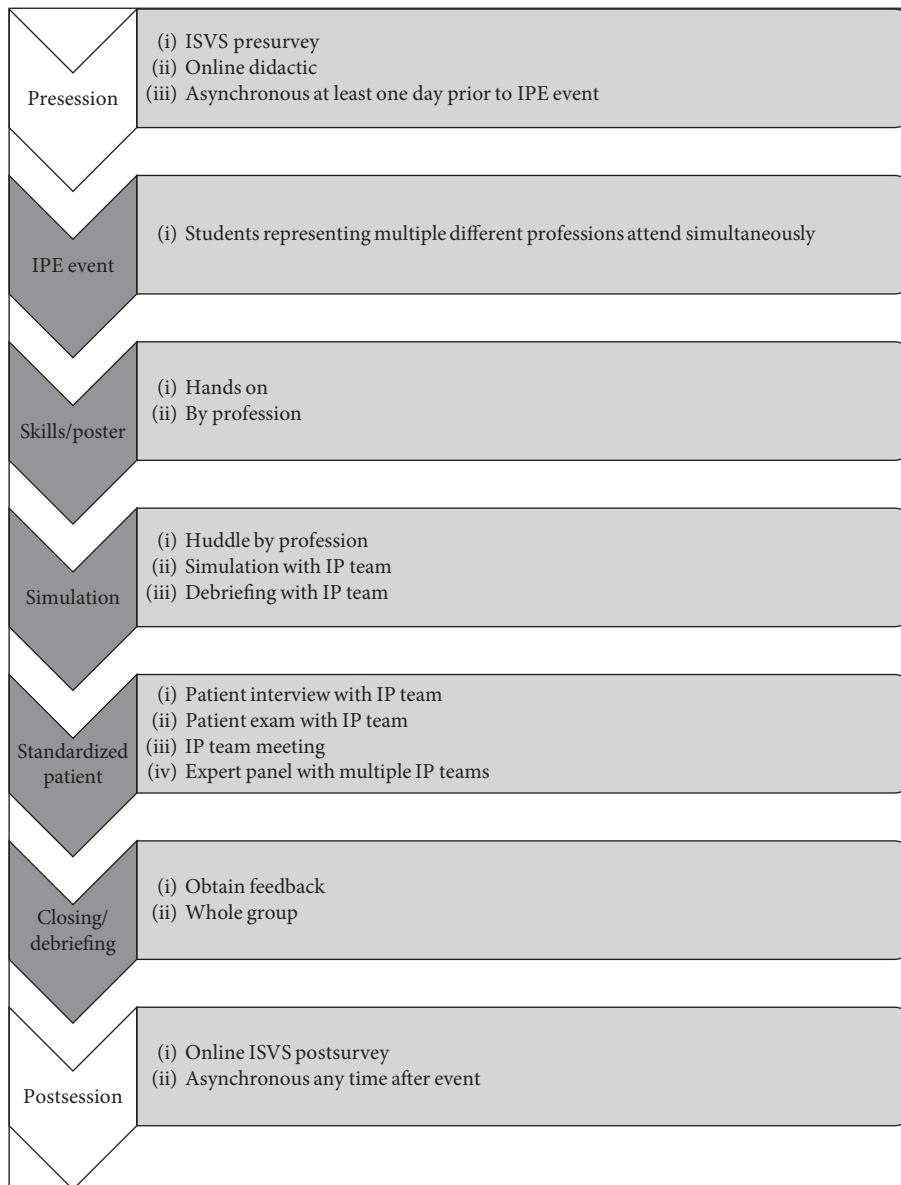 Presession
(i) ISVS presurvey
(ii) Online didactic
(iii) Asynchronous at least one day prior to IPE event
IPE event
(i) Students representing multiple different professions attend simultaneously
Skills/poster
(i) Hands on
(ii) By profession
Simulation
(i) Huddle by profession
(ii) Simulation with IP team
(iii) Debriefing with IP team
Standardized
patient
(i) Patient interview with IP team
(ii) Patient exam with IP team
(iii) IP team meeting
(iv) Expert panel with multiple IP teams
Closing/
debriefing
(i) Obtain feedback
(ii) Whole group
Postsession
(i) Online ISVS postsurvey
(ii) Asynchronous any time after event